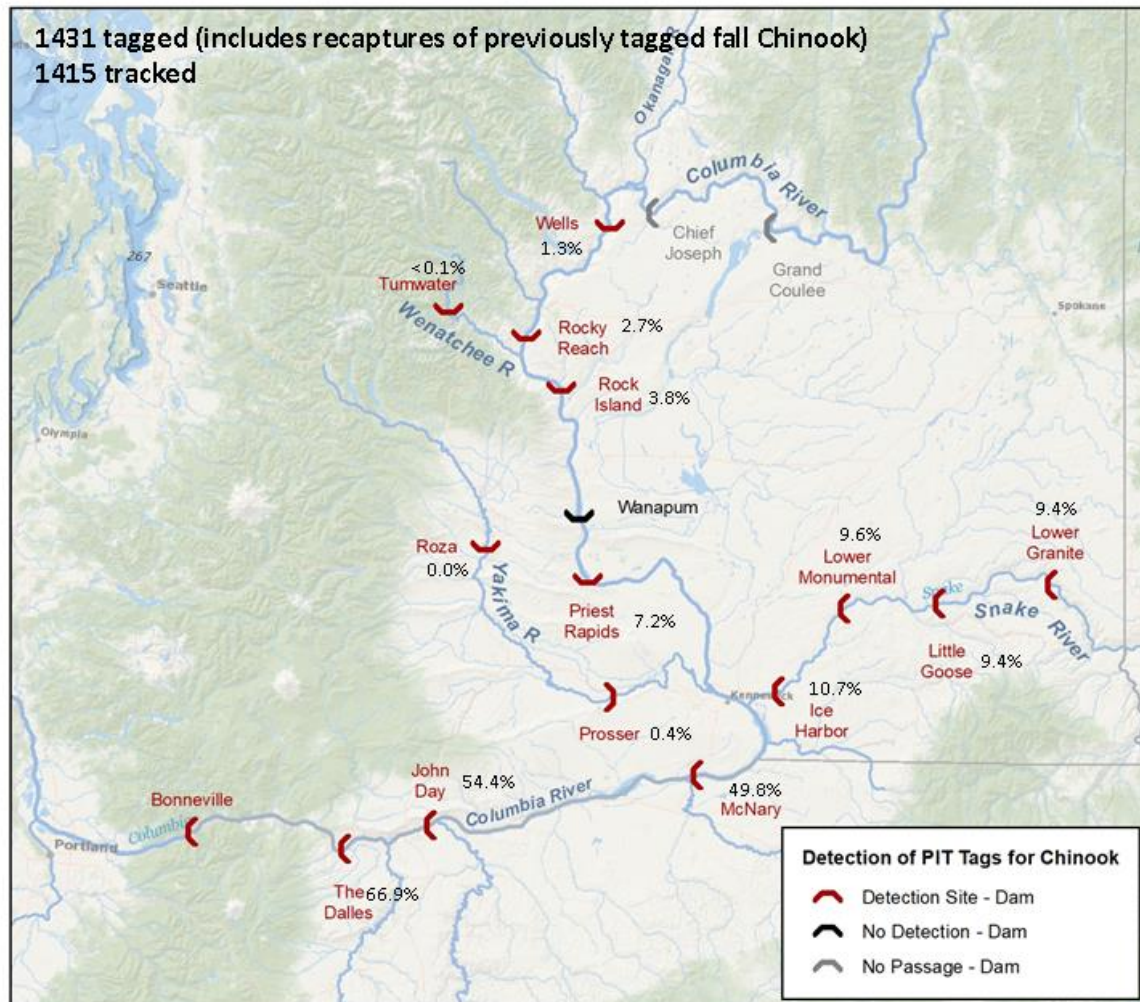 1431 tagged (includes recaptures of previously tagged fall Chinook)
1415 tracked
Okanagan R
Columbia River
Wells
1.3%
Chief
Joseph
Grand
Coulee
267
Seattle
<0.1%
Tumwater
Wenatchee R
Rocky
Reach
2.7%
Spokane
Rock
Island
3.8%
Olympia
Wanapum
Roza
0.0%
Yakima R
Priest
Rapids
7.2%
9.6%
Lower
Monumental
9.4%
Lower
Granite
Snake
Snake River
Little
Goose
9.4%
Kennewick
10.7%
Ice
Harbor
Prosser
0.4%
John
Day
54.4%
Columbia River
49.8%
McNary
Bonneville
Columbia
Portland
The
Dalles
66.9%
Detection of PIT Tags for Chinook
Detection Site - Dam
No Detection - Dam
No Passage - Dam